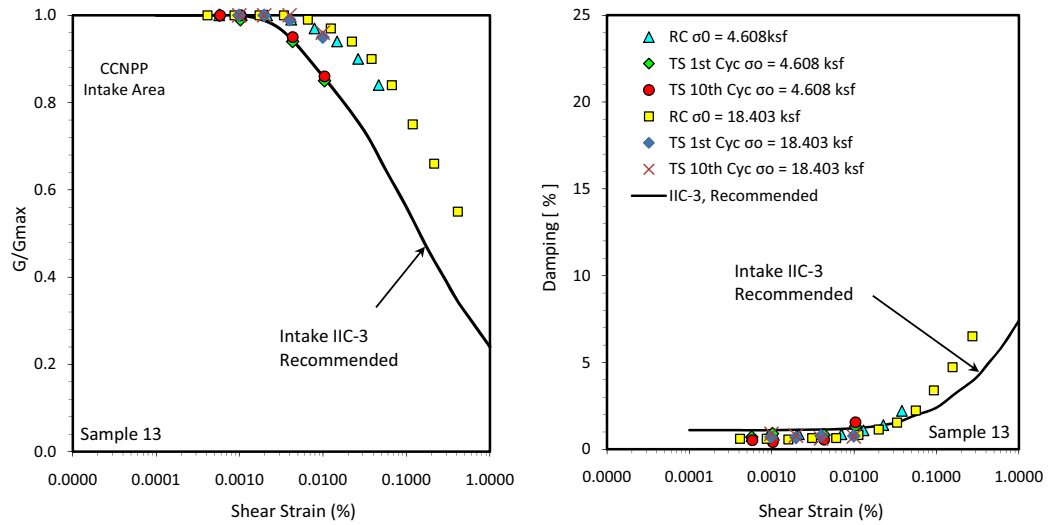 1.0
0.8
0.6
0.4
0.2
0.0
G/Gmax
CCNPP
Intake Area
Intake IIC-3
Recommended
Sample 13
0.0000 0.0001 0.0010 0.0100 0.1000 1.0000
Shear Strain (%)
25
20
15
10
5
0
Damping [ % ]
RC σ0 = 4.608ksf
TS 1st Cyc σo = 4.608 ksf
TS 10th Cyc σo = 4.608 ksf
RC σ0 = 18.403 ksf
TS 1st Cyc σo = 18.403 ksf
TS 10th Cyc σo = 18.403 ksf
IIC-3, Recommended
Intake IIC-3
Recommended
Sample 13
0.0000 0.0001 0.0010 0.0100 0.1000 1.0000
Shear Strain (%)